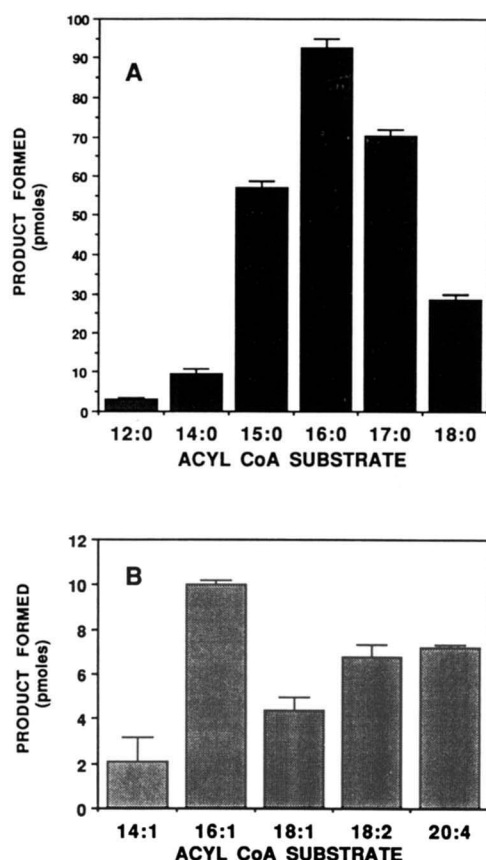 A
PRODUCT FORMED
(pmoles)
100
90
80
70
60
50
40
30
20
10
0
12:0 14:0 15:0 16:0 17:0 18:0
ACYL CoA SUBSTRATE
B
PRODUCT FORMED
(pmoles)
12
10
8
6
4
2
0
14:1 16:1 18:1 18:2 20:4
ACYL CoA SUBSTRATE